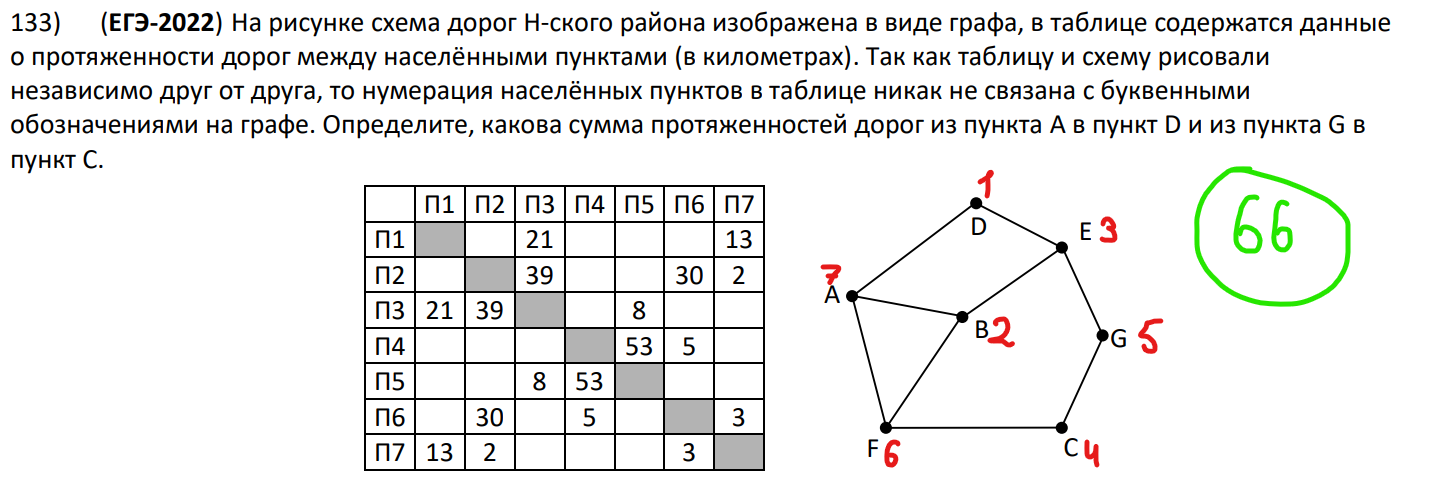 133) (ЕГЭ-2022) На рисунке схема дорог Н-ского района изображена в виде графа, в таблице содержатся данные
о протяженности дорог между населёнными пунктами (в километрах). Так как таблицу и схему рисовали
независимо друг от друга, то нумерация населённых пунктов в таблице никак не связана с буквенными
обозначениями на графе. Определите, какова сумма протяженностей дорог из пункта A в пункт D и из пункта G в
пункт C.
П1 П2 П3 П4 П5 П6 П7
П1 21 13
П2 39 30 2
П3 21 39 8
П4 53 5
П5 8 53
П6 30 5 3
П7 13 2 3
1
D
E 3
7
A
B 2
G 5
F 6
C 4
66